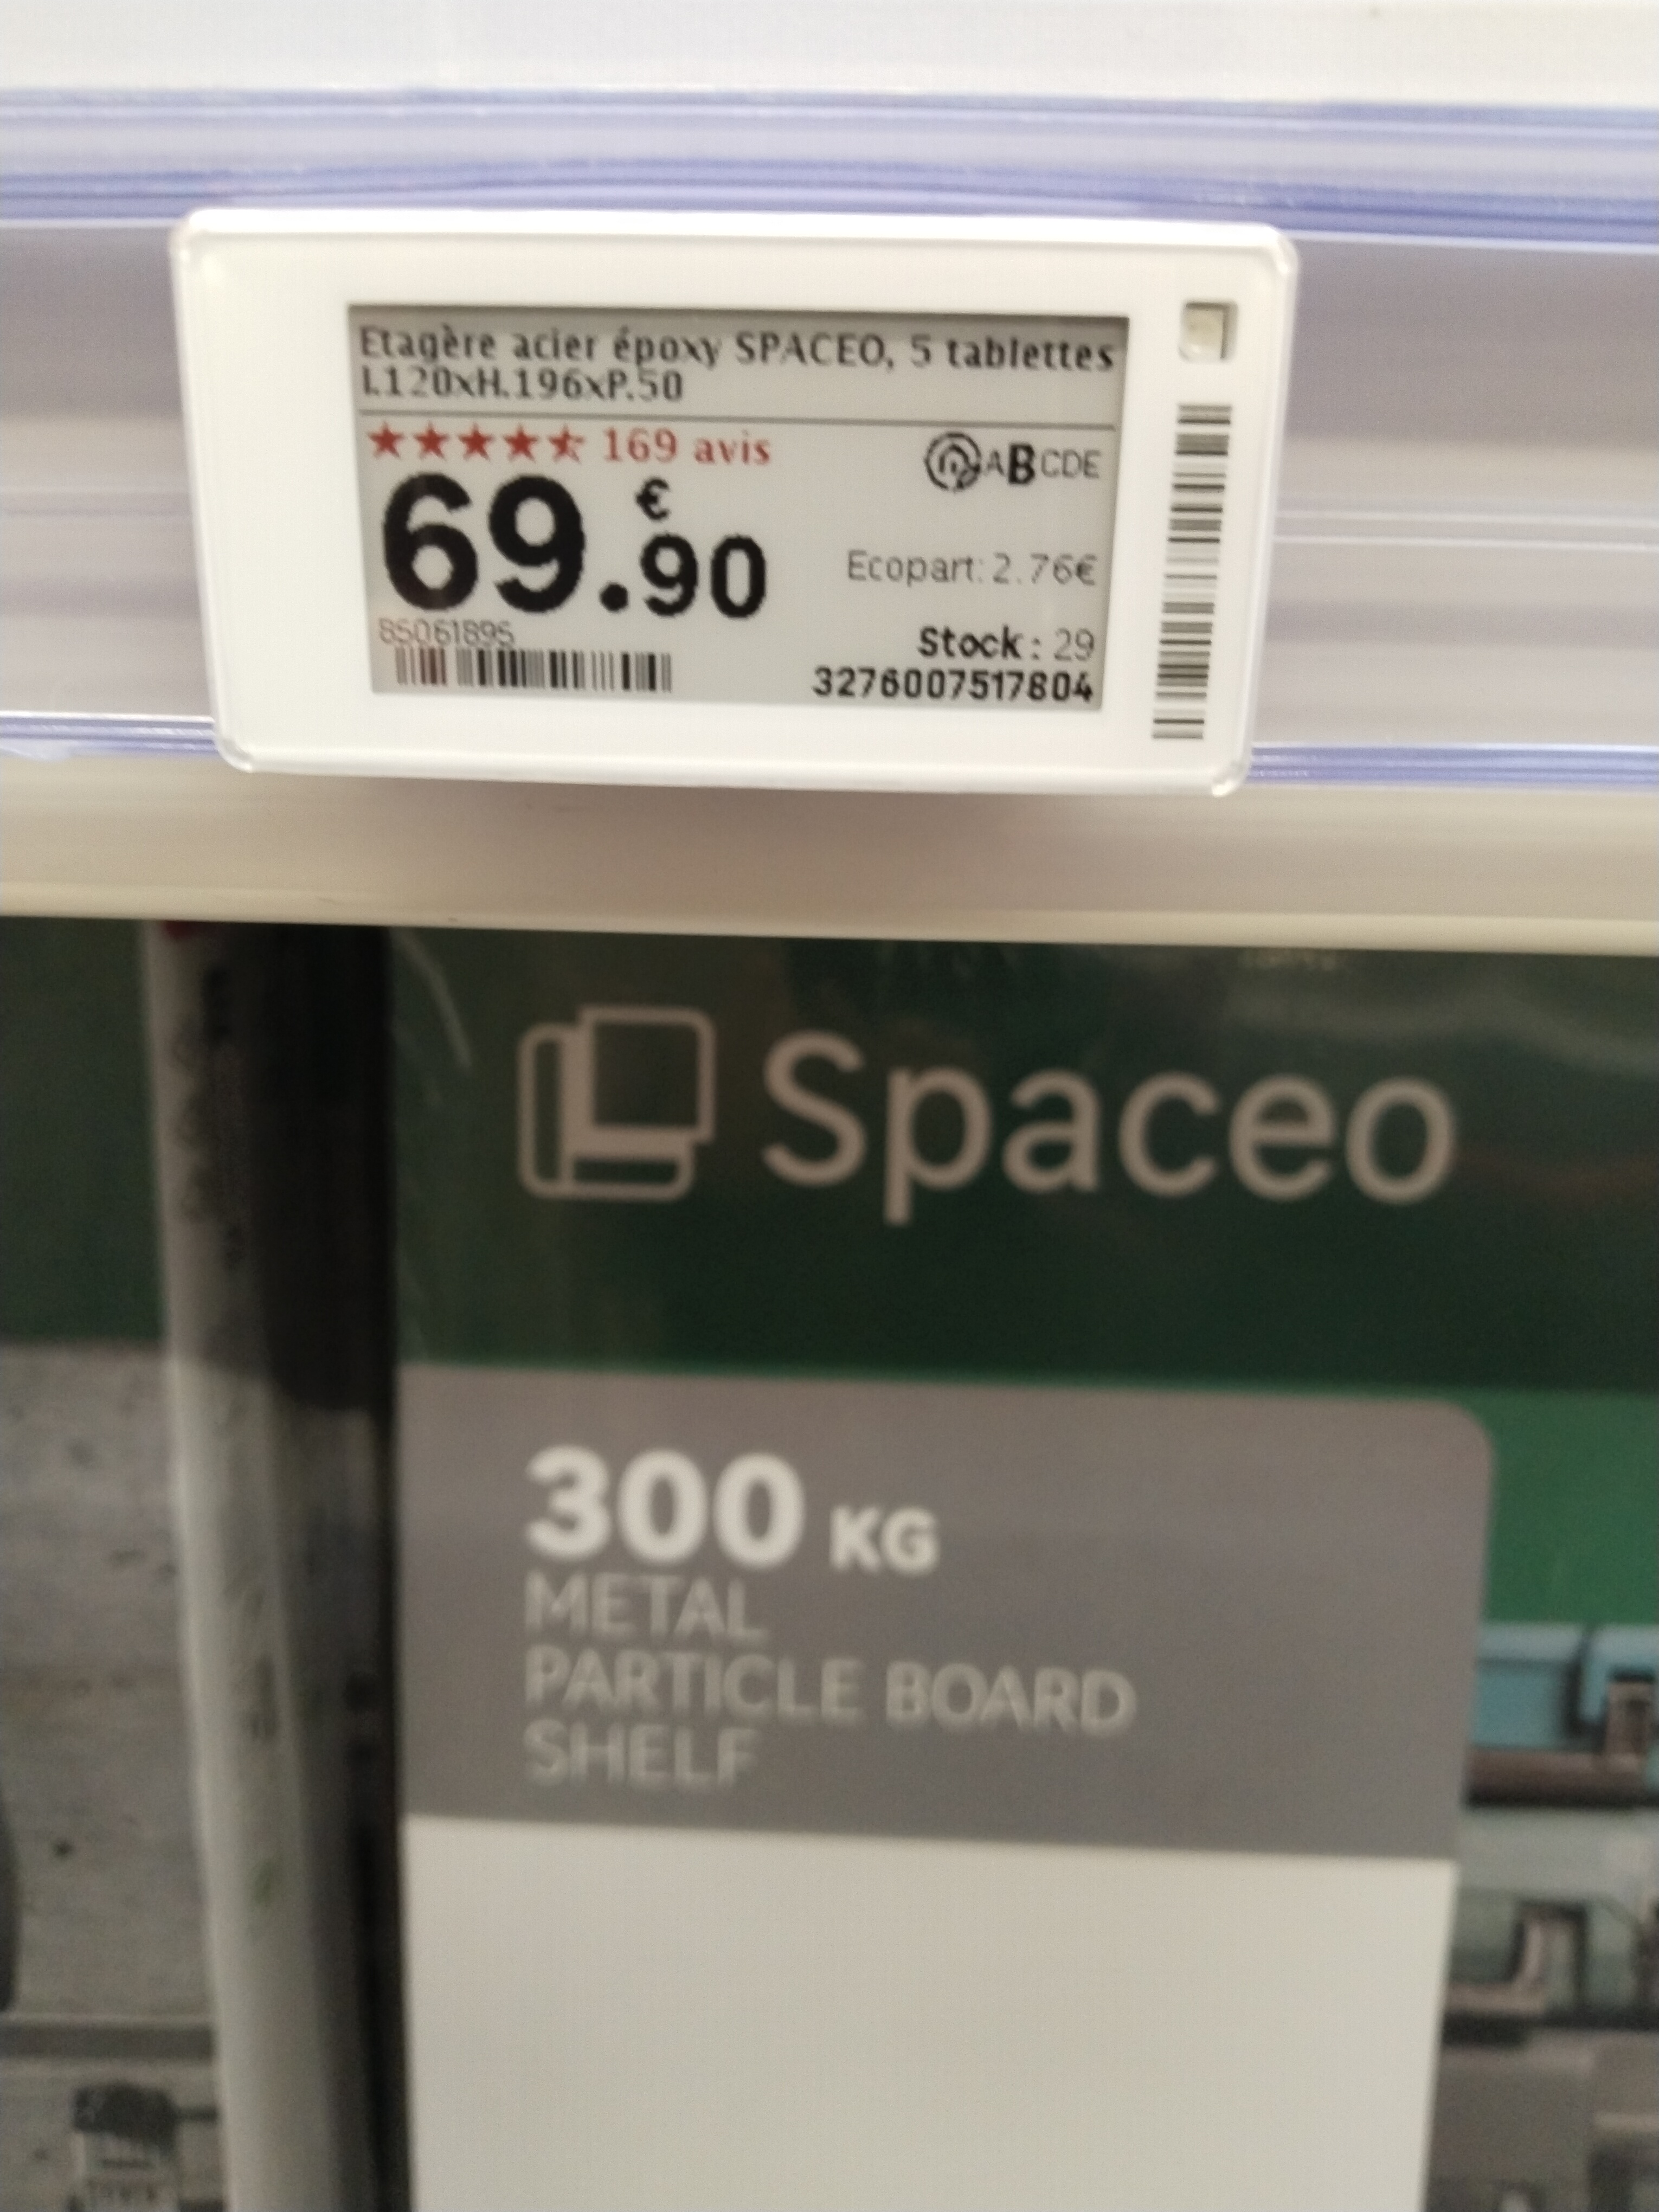 Etagère acier époxy SPACEO, 5 tablettes
l.120xH.196xP.50
169 avis
ABCDE
69.€90
Ecopart: 2.76€
85061895
Stock : 29
3276007517804
Spaceo
300 KG
METAL
PARTICLE BOARD
SHELF